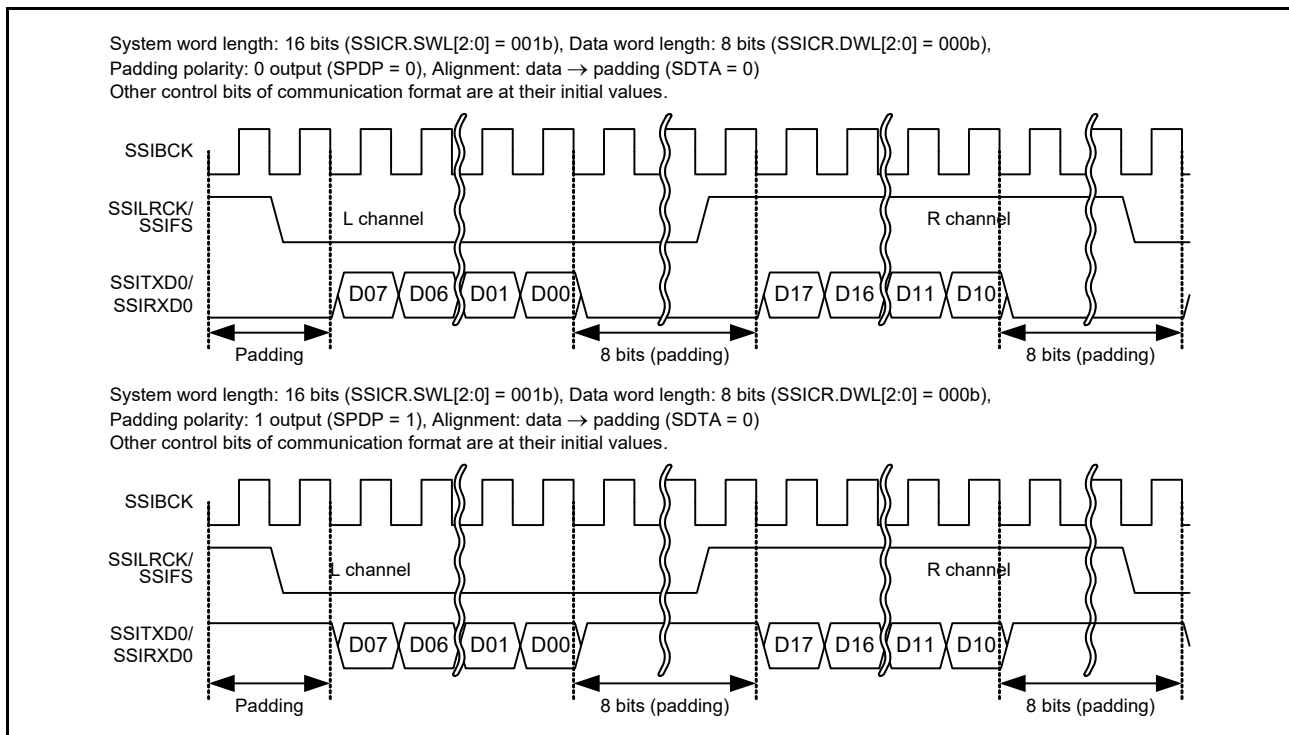 System word length: 16 bits (SSICR.SWL[2:0] = 001b), Data word length: 8 bits (SSICR.DWL[2:0] = 000b),
Padding polarity: 0 output (SPDP = 0), Alignment: data → padding (SDTA = 0)
Other control bits of communication format are at their initial values.
SSIBCK
SSILRCK/
SSIFS
L channel
R channel
SSITXD0/
SSIRXD0
D07 D06 D01 D00 D17 D16 D11 D10
Padding 8 bits (padding) 8 bits (padding)
System word length: 16 bits (SSICR.SWL[2:0] = 001b), Data word length: 8 bits (SSICR.DWL[2:0] = 000b),
Padding polarity: 1 output (SPDP = 1), Alignment: data → padding (SDTA = 0)
Other control bits of communication format are at their initial values.
SSIBCK
SSILRCK/
SSIFS
L channel
R channel
SSITXD0/
SSIRXD0
D07 D06 D01 D00 D17 D16 D11 D10
Padding 8 bits (padding) 8 bits (padding)